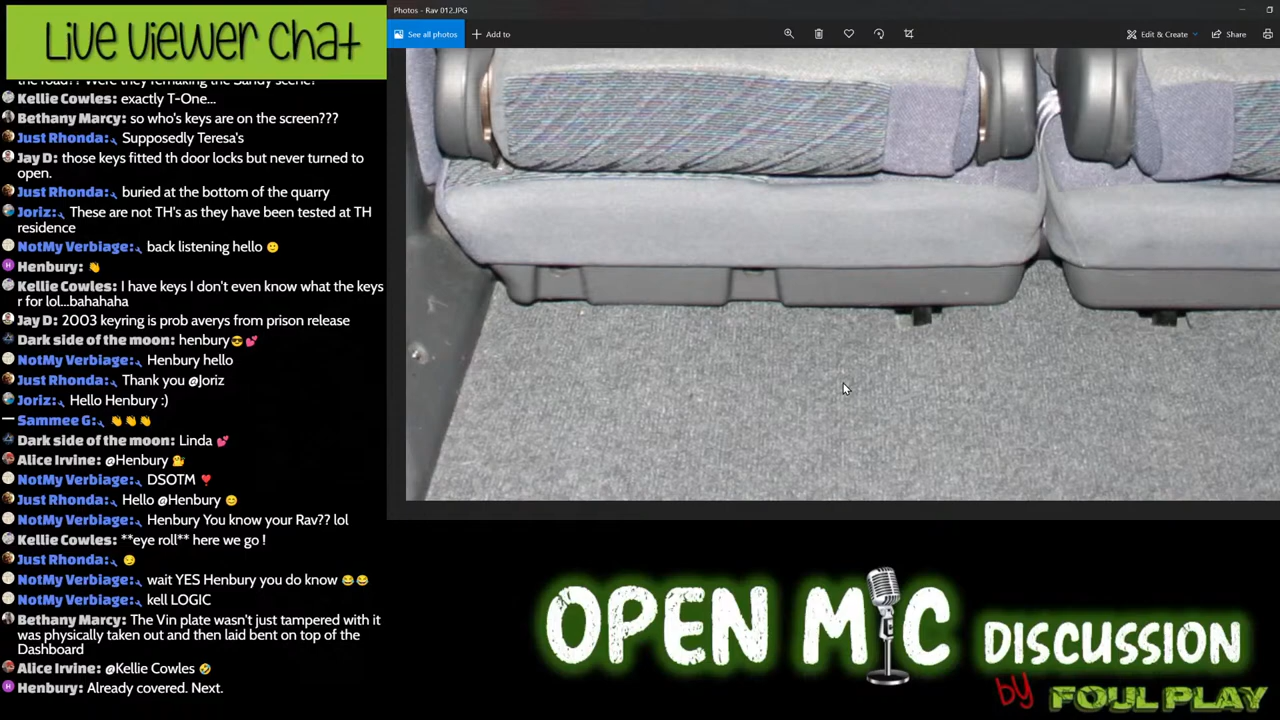 Live Viewer Chat
the road?? Were they remaking the Sandy scene?
Kellie Cowles: exactly T-One...
Bethany Marcy: so who's keys are on the screen???
Just Rhonda: Supposedly Teresa's
Jay D: those keys fitted th door locks but never turned to
open.
Just Rhonda: buried at the bottom of the quarry
Joriz: These are not TH's as they have been tested at TH
residence
NotMy Verbiage: back listening hello 🙂
Henbury: 👏
Kellie Cowles: I have keys I don't even know what the keys
r for lol...bahahaha
Jay D: 2003 keyring is prob averys from prison release
Dark side of the moon: henbury😎💕
NotMy Verbiage: Henbury hello
Just Rhonda: Thank you @Joriz
Joriz: Hello Henbury :)
Sammee G: 👏👏👏
Dark side of the moon: Linda 💕
Alice Irvine: @Henbury 👋
NotMy Verbiage: DSOTM ❣️
Just Rhonda: Hello @Henbury 😊
NotMy Verbiage: Henbury You know your Rav?? lol
Kellie Cowles: **eye roll** here we go !
Just Rhonda: 😏
NotMy Verbiage: wait YES Henbury you do know 😂😂
NotMy Verbiage: kell LOGIC
Bethany Marcy: The Vin plate wasn't just tampered with it
was physically taken out and then laid bent on top of the
Dashboard
Alice Irvine: @Kellie Cowles 🤣
Henbury: Already covered. Next.
Photos - Rav 012.JPG
See all photos + Add to Edit & Create Share
OPEN MIC DISCUSSION
by FOUL PLAY